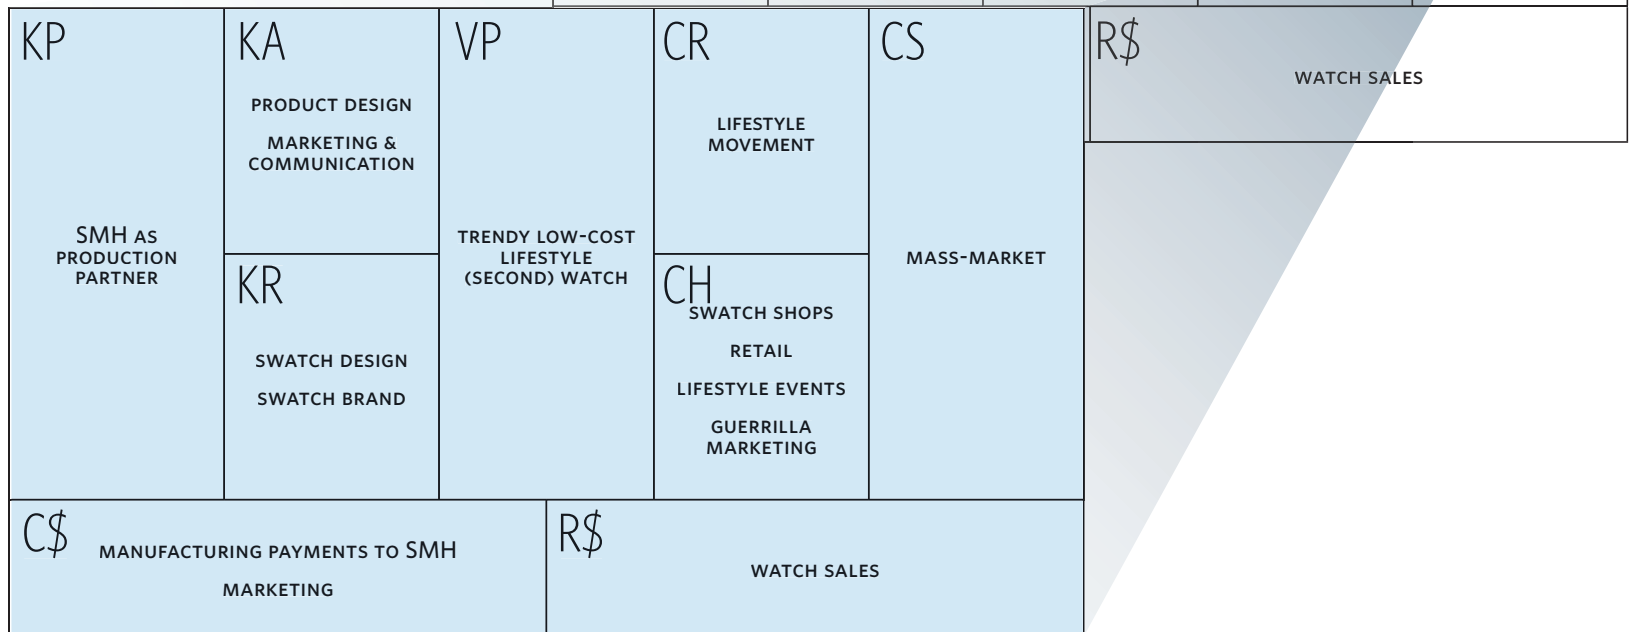 KP
SMH AS
PRODUCTION
PARTNER
KA
PRODUCT DESIGN
MARKETING &
COMMUNICATION
KR
SWATCH DESIGN
SWATCH BRAND
VP
TRENDY LOW-COST
LIFESTYLE
(SECOND) WATCH
CR
LIFESTYLE
MOVEMENT
CH
SWATCH SHOPS
RETAIL
LIFESTYLE EVENTS
GUERRILLA
MARKETING
CS
MASS-MARKET
C$
MANUFACTURING PAYMENTS TO SMH
MARKETING
R$
WATCH SALES
R$
WATCH SALES